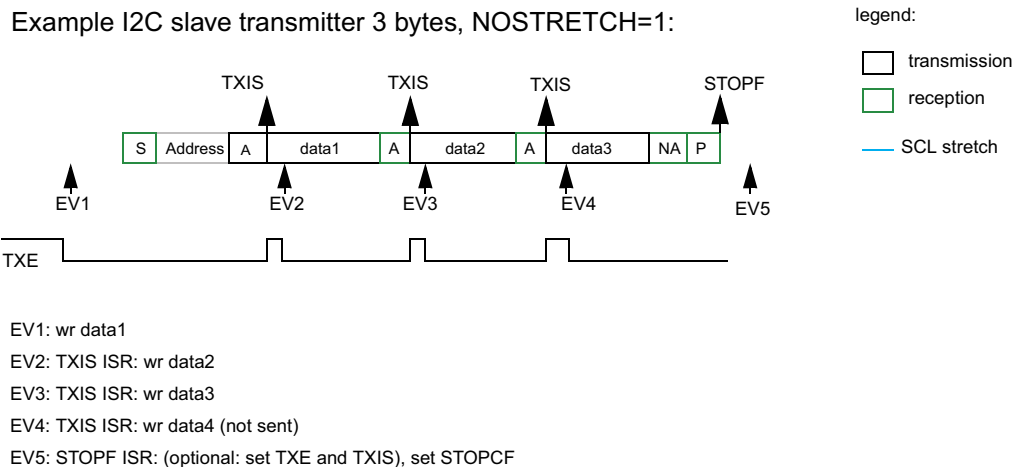 Example I2C slave transmitter 3 bytes, NOSTRETCH=1:
legend:
transmission
reception
SCL stretch
TXIS TXIS TXIS STOPF
S Address A data1 A data2 A data3 NA P
EV1 EV2 EV3 EV4 EV5
TXE
EV1: wr data1
EV2: TXIS ISR: wr data2
EV3: TXIS ISR: wr data3
EV4: TXIS ISR: wr data4 (not sent)
EV5: STOPF ISR: (optional: set TXE and TXIS), set STOPCF